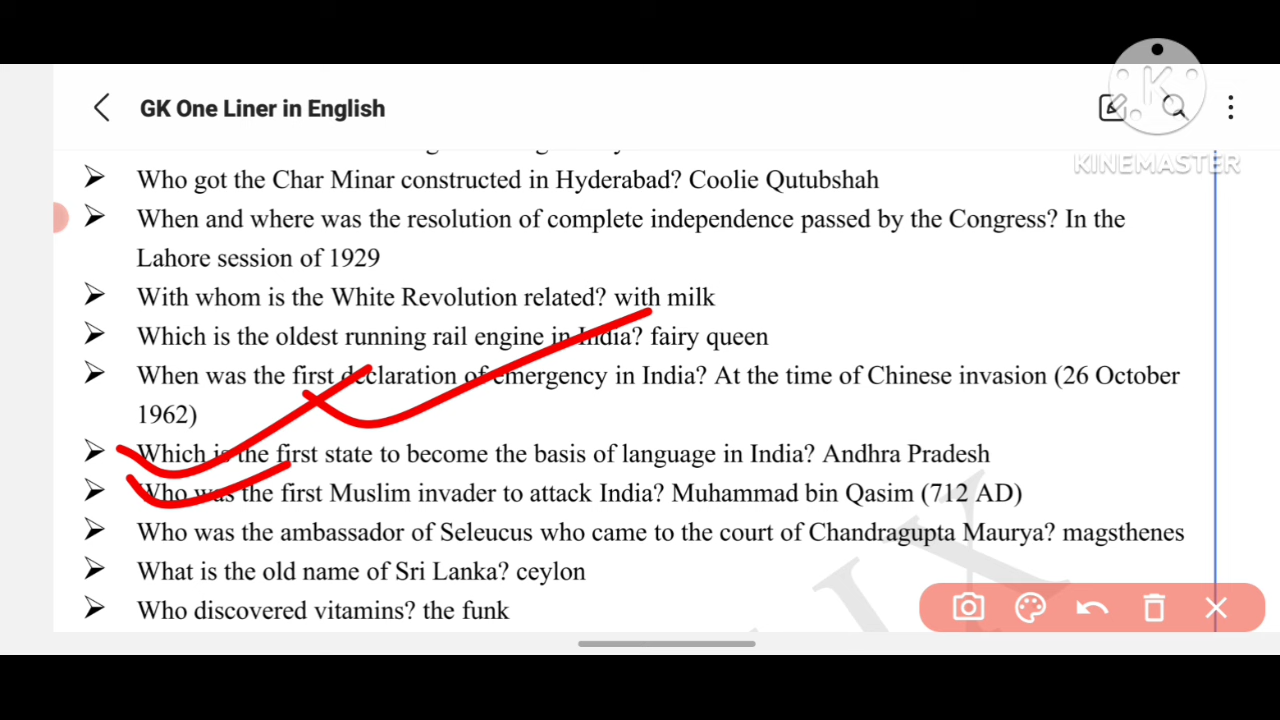 GK One Liner in English
KINEMASTER
➢ Who got the Char Minar constructed in Hyderabad? Coolie Qutubshah
➢ When and where was the resolution of complete independence passed by the Congress? In the
Lahore session of 1929
➢ With whom is the White Revolution related? with milk
➢ Which is the oldest running rail engine in India? fairy queen
➢ When was the first declaration of emergency in India? At the time of Chinese invasion (26 October
1962)
➢ Which is the first state to become the basis of language in India? Andhra Pradesh
➢ Who was the first Muslim invader to attack India? Muhammad bin Qasim (712 AD)
➢ Who was the ambassador of Seleucus who came to the court of Chandragupta Maurya? magsthenes
➢ What is the old name of Sri Lanka? ceylon
➢ Who discovered vitamins? the funk